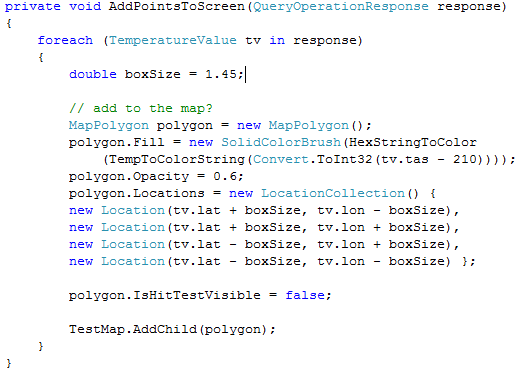 private void AddPointsToScreen(QueryOperationResponse response)
{
    foreach (TemperatureValue tv in response)
    {
        double boxSize = 1.45;

        // add to the map?
        MapPolygon polygon = new MapPolygon();
        polygon.Fill = new SolidColorBrush(HexStringToColor
            (TempToColorString(Convert.ToInt32(tv.tas - 210))));
        polygon.Opacity = 0.6;
        polygon.Locations = new LocationCollection() {
        new Location(tv.lat + boxSize, tv.lon - boxSize),
        new Location(tv.lat + boxSize, tv.lon + boxSize),
        new Location(tv.lat - boxSize, tv.lon + boxSize),
        new Location(tv.lat - boxSize, tv.lon - boxSize) };

        polygon.IsHitTestVisible = false;

        TestMap.AddChild(polygon);
    }
}